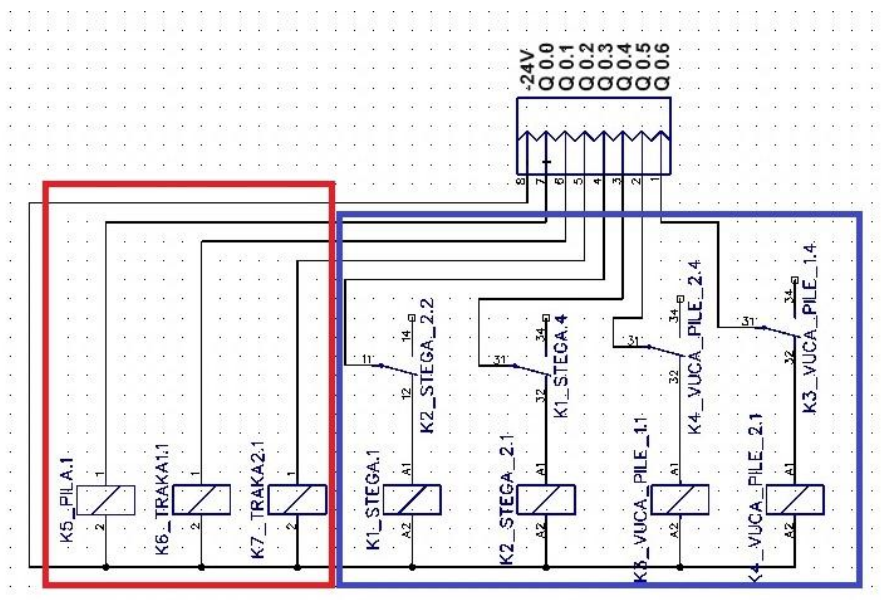 -24V
Q 0.0
Q 0.1
Q 0.2
Q 0.3
Q 0.4
Q 0.5
Q 0.6
8 7 6 5 4 3 2 1
K5_PILA.1
1
2
K6_TRAKA1.1
1
2
K7_TRAKA2.1
1
2
11
14
12
K2_STEGA_2.2
K1_STEGA.1
A1
A2
31
34
32
K1_STEGA.4
K2_STEGA_2.1
A1
A2
31
34
32
K4_VUCA_PILE_2.4
K3_VUCA_PILE_1.1
A1
A2
31
34
32
K3_VUCA_PILE_1.4
K4_VUCA_PILE_2.1
A1
A2